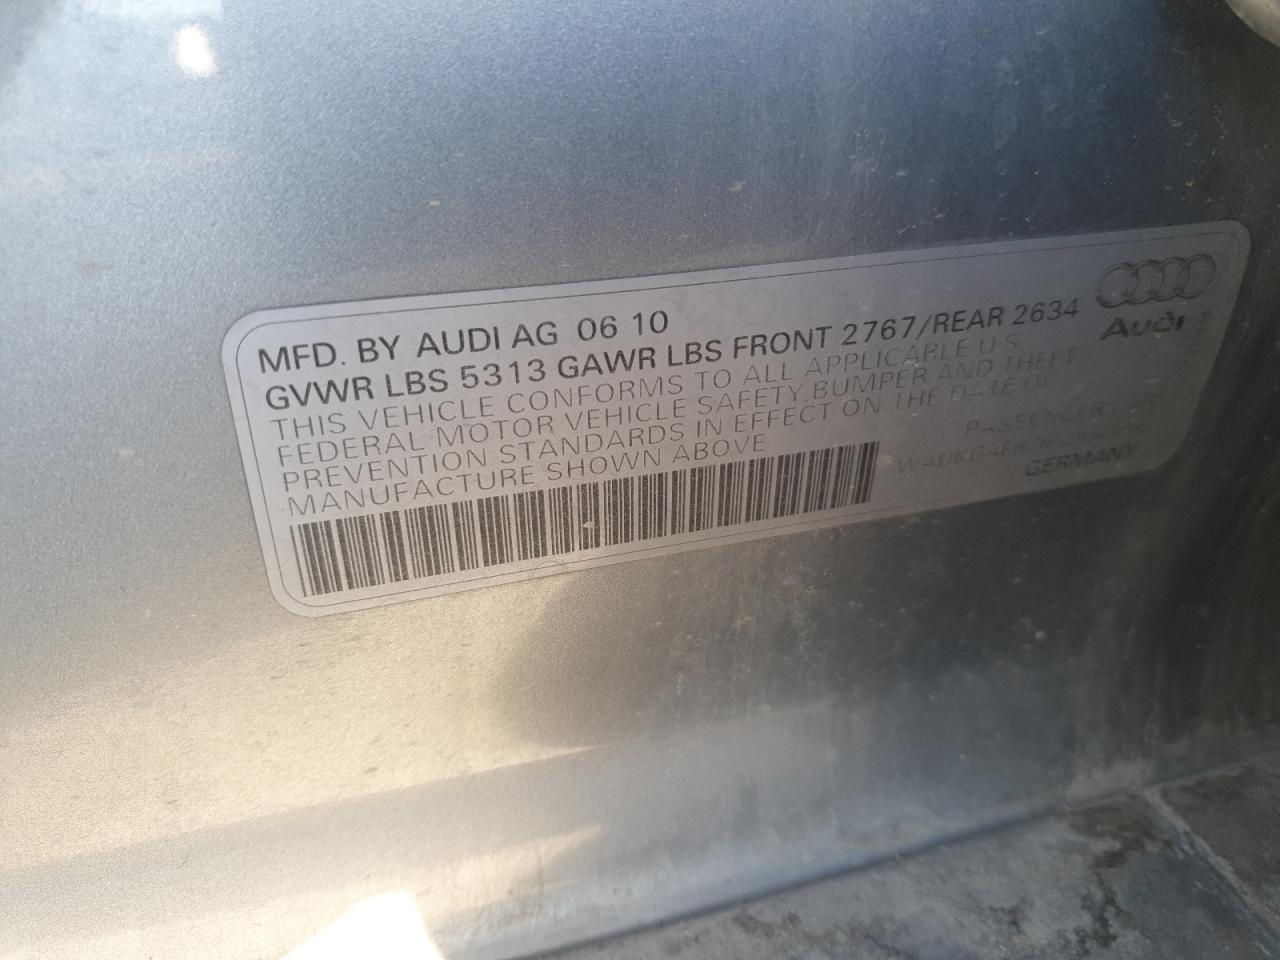 MFD. BY AUDI AG 06 10
GVWR LBS 5313 GAWR LBS FRONT 2767/REAR 2634
THIS VEHICLE CONFORMS TO ALL APPLICABLE U S
FEDERAL MOTOR VEHICLE SAFETY, BUMPER AND THEFT
PREVENTION STANDARDS IN EFFECT ON THE DATE OF
MANUFACTURE SHOWN ABOVE
Audi
PASSENGER CAR
GERMANY